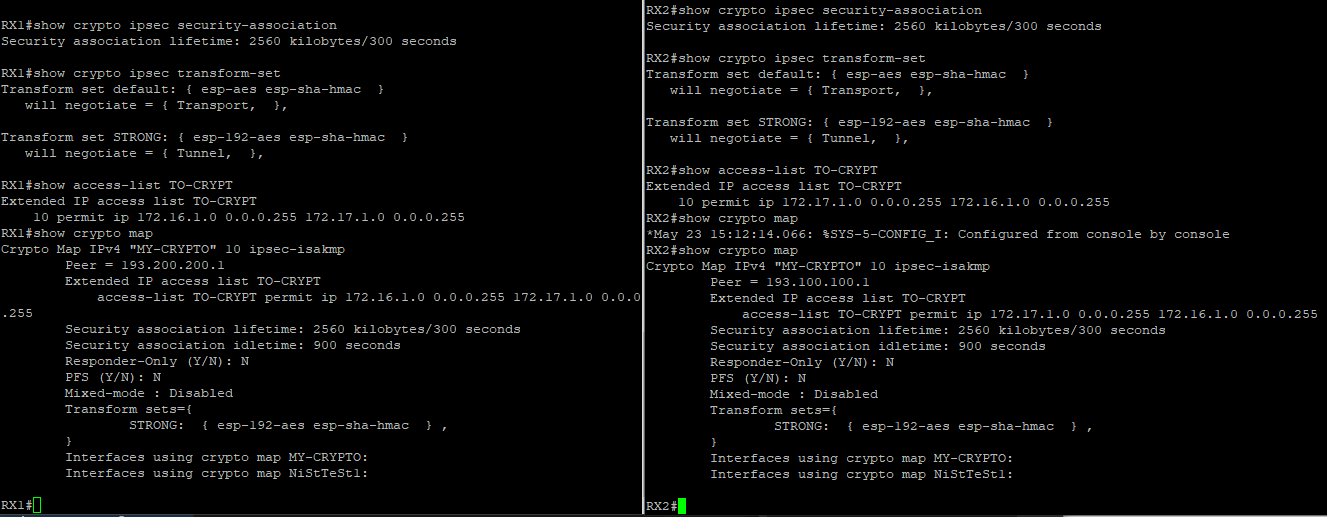 RX1#show crypto ipsec security-association
Security association lifetime: 2560 kilobytes/300 seconds
RX1#show crypto ipsec transform-set
Transform set default: { esp-aes esp-sha-hmac  }
   will negotiate = { Transport,  },
Transform set STRONG: { esp-192-aes esp-sha-hmac  }
   will negotiate = { Tunnel,  },
RX1#show access-list TO-CRYPT
Extended IP access list TO-CRYPT
    10 permit ip 172.16.1.0 0.0.0.255 172.17.1.0 0.0.0.255
RX1#show crypto map
Crypto Map IPv4 "MY-CRYPTO" 10 ipsec-isakmp
        Peer = 193.200.200.1
        Extended IP access list TO-CRYPT
            access-list TO-CRYPT permit ip 172.16.1.0 0.0.0.255 172.17.1.0 0.0.0
.255
        Security association lifetime: 2560 kilobytes/300 seconds
        Security association idletime: 900 seconds
        Responder-Only (Y/N): N
        PFS (Y/N): N
        Mixed-mode : Disabled
        Transform sets={
                STRONG:  { esp-192-aes esp-sha-hmac  } ,
        }
        Interfaces using crypto map MY-CRYPTO:
        Interfaces using crypto map NiStTeSt1:
RX1#
RX2#show crypto ipsec security-association
Security association lifetime: 2560 kilobytes/300 seconds
RX2#show crypto ipsec transform-set
Transform set default: { esp-aes esp-sha-hmac  }
   will negotiate = { Transport,  },
Transform set STRONG: { esp-192-aes esp-sha-hmac  }
   will negotiate = { Tunnel,  },
RX2#show access-list TO-CRYPT
Extended IP access list TO-CRYPT
    10 permit ip 172.17.1.0 0.0.0.255 172.16.1.0 0.0.0.255
RX2#show crypto map
*May 23 15:12:14.066: %SYS-5-CONFIG_I: Configured from console by console
RX2#show crypto map
Crypto Map IPv4 "MY-CRYPTO" 10 ipsec-isakmp
        Peer = 193.100.100.1
        Extended IP access list TO-CRYPT
            access-list TO-CRYPT permit ip 172.17.1.0 0.0.0.255 172.16.1.0 0.0.0.255
        Security association lifetime: 2560 kilobytes/300 seconds
        Security association idletime: 900 seconds
        Responder-Only (Y/N): N
        PFS (Y/N): N
        Mixed-mode : Disabled
        Transform sets={
                STRONG:  { esp-192-aes esp-sha-hmac  } ,
        }
        Interfaces using crypto map MY-CRYPTO:
        Interfaces using crypto map NiStTeSt1:
RX2#